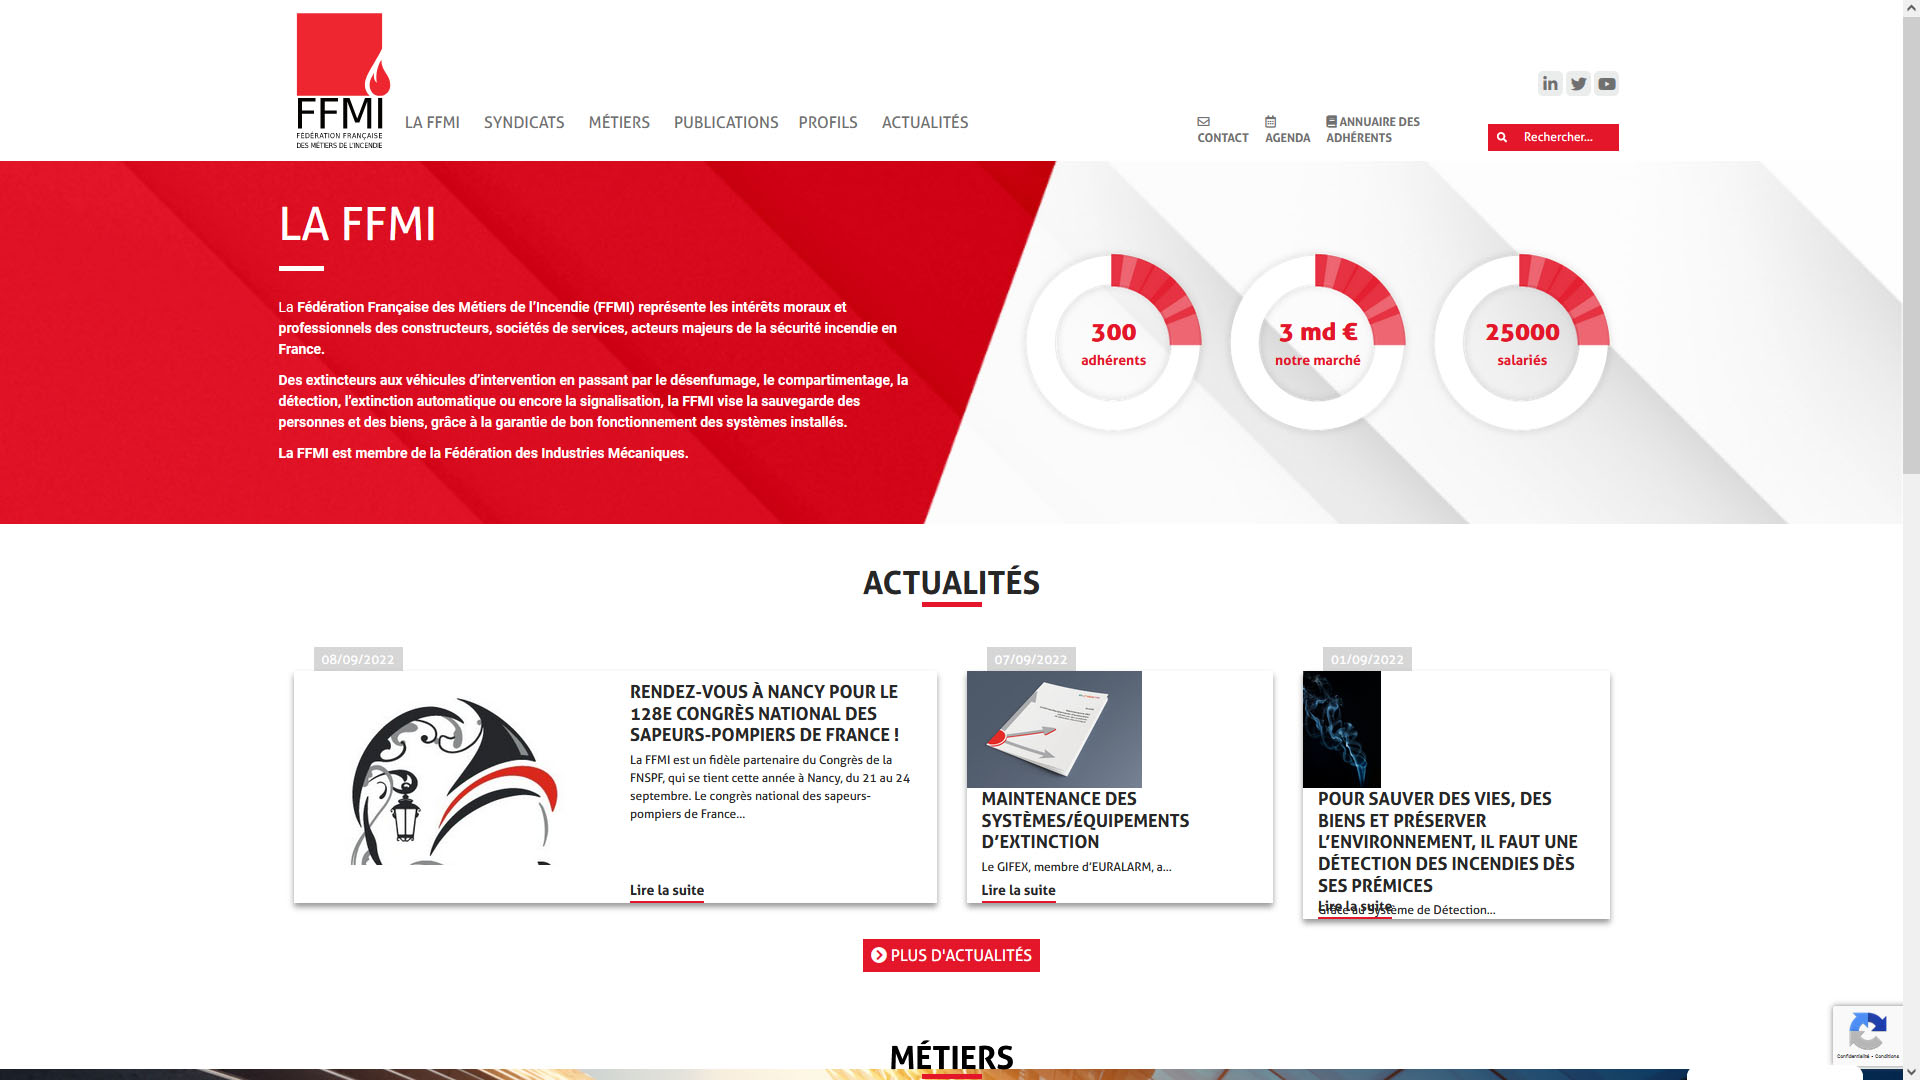 FFMI
FÉDÉRATION FRANÇAISE
DES MÉTIERS DE L'INCENDIE
LA FFMI
SYNDICATS
MÉTIERS
PUBLICATIONS
PROFILS
ACTUALITÉS
CONTACT
AGENDA
ANNUAIRE DES
ADHÉRENTS
Rechercher...
LA FFMI
La Fédération Française des Métiers de l’Incendie (FFMI) représente les intérêts moraux et
professionnels des constructeurs, sociétés de services, acteurs majeurs de la sécurité incendie en
France.
Des extincteurs aux véhicules d’intervention en passant par le désenfumage, le compartimentage, la
détection, l’extinction automatique ou encore la signalisation, la FFMI vise la sauvegarde des
personnes et des biens, grâce à la garantie de bon fonctionnement des systèmes installés.
La FFMI est membre de la Fédération des Industries Mécaniques.
300
adhérents
3 md €
notre marché
25000
salariés
ACTUALITÉS
08/09/2022
RENDEZ-VOUS À NANCY POUR LE
128E CONGRÈS NATIONAL DES
SAPEURS-POMPIERS DE FRANCE !
La FFMI est un fidèle partenaire du Congrès de la
FNSPF, qui se tient cette année à Nancy, du 21 au 24
septembre. Le congrès national des sapeurs-
pompiers de France...
Lire la suite
07/09/2022
MAINTENANCE DES
SYSTÈMES/ÉQUIPEMENTS
D’EXTINCTION
Le GIFEX, membre d’EURALARM, a...
Lire la suite
01/09/2022
POUR SAUVER DES VIES, DES
BIENS ET PRÉSERVER
L’ENVIRONNEMENT, IL FAUT UNE
DÉTECTION DES INCENDIES DÈS
SES PRÉMICES
Lire la suite
Grâce au Système de Détection...
PLUS D'ACTUALITÉS
MÉTIERS
Confidentialité - Conditions